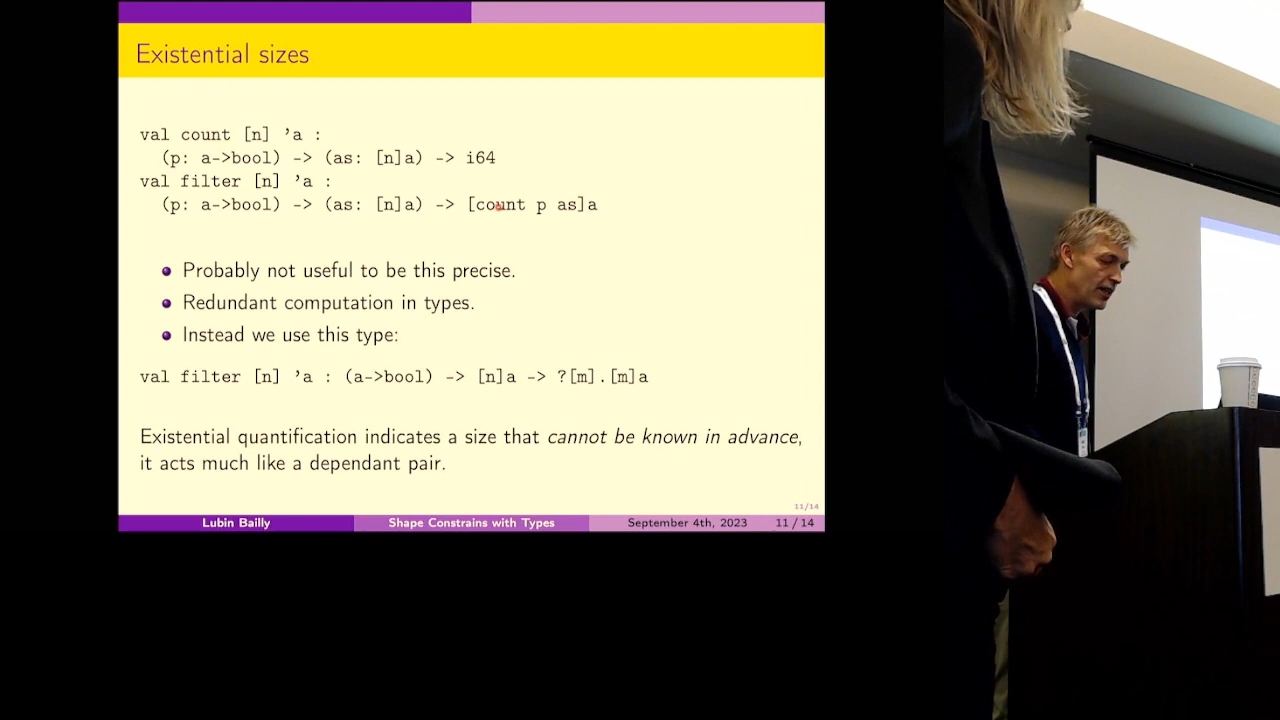 Existential sizes
val count [n] 'a :
(p: a->bool) -> (as: [n]a) -> i64
val filter [n] 'a :
(p: a->bool) -> (as: [n]a) -> [count p as]a
Probably not useful to be this precise.
Redundant computation in types.
Instead we use this type:
val filter [n] 'a : (a->bool) -> [n]a -> ?[m].[m]a
Existential quantification indicates a size that cannot be known in advance,
it acts much like a dependant pair.
11/14
Lubin Bailly Shape Constrains with Types September 4th, 2023 11 / 14